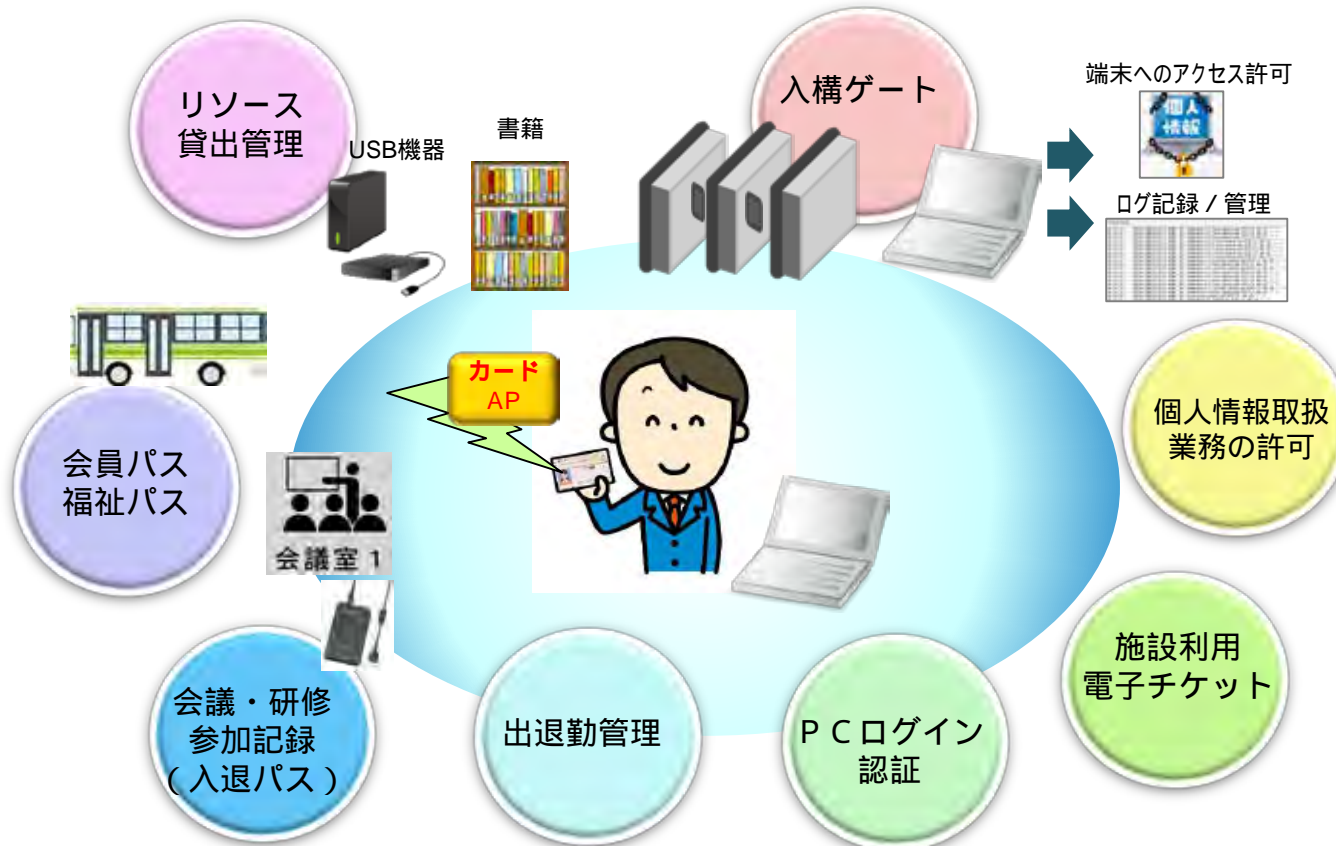 リソース
貸出管理
USB機器
書籍
入構ゲート
端末へのアクセス許可
個人
情報
ログ記録 / 管理
カード
AP
会員パス
福祉パス
会議室 1
個人情報取扱
業務の許可
施設利用
電子チケット
会議・研修
参加記録
（入退パス）
出退勤管理
ＰＣログイン
認証